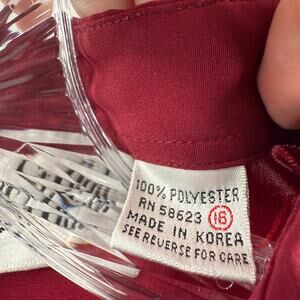 100% POLYESTER
RN 58623 16
MADE IN KOREA
SEE REVERSE FOR CARE